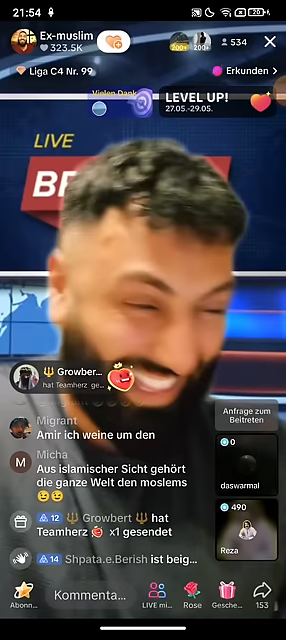 21:54
20
Ex-muslim
323.5K
200+
200+
534
Liga C4 Nr. 99
Erkunden >
Vielen Dank
LEVEL UP!
27.05.-29.05.
LIVE
BR
Growber...
hat Teamherz ge...
Migrant
Amir ich weine um den
Anfrage zum
Beitreten
0
daswarmal
M
Micha
Aus islamischer Sicht gehört
die ganze Welt den moslems
😉😉
490
Reza
12 Growbert hat
Teamherz x1 gesendet
14 Shpata.e.Berish ist beig...
Abonn...
Kommenta...
LIVE mi...
Rose
Gesche...
153